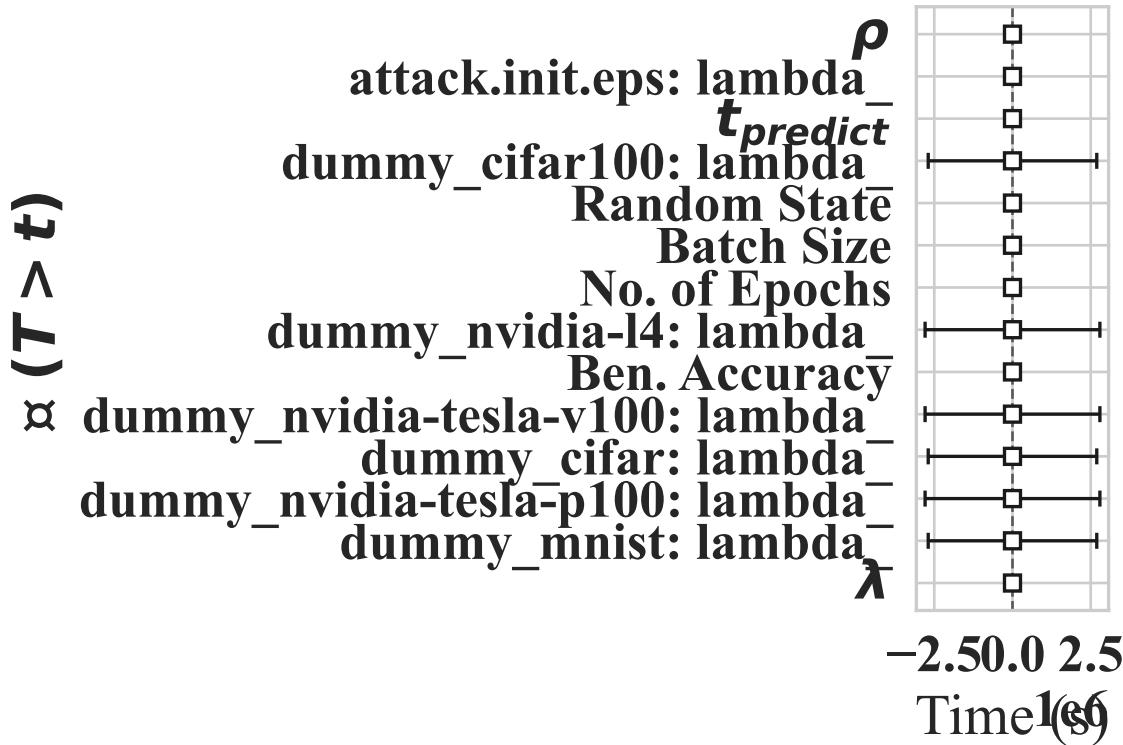 ρ
attack.init.eps: lambda_
t_predict
dummy_cifar100: lambda_
Random State
Batch Size
No. of Epochs
dummy_nvidia-l4: lambda_
Ben. Accuracy
dummy_nvidia-tesla-v100: lambda_
dummy_cifar: lambda_
dummy_nvidia-tesla-p100: lambda_
dummy_mnist: lambda_
λ
¤ (T > t)
−2.5 0.0 2.5
1e6
Time (s)